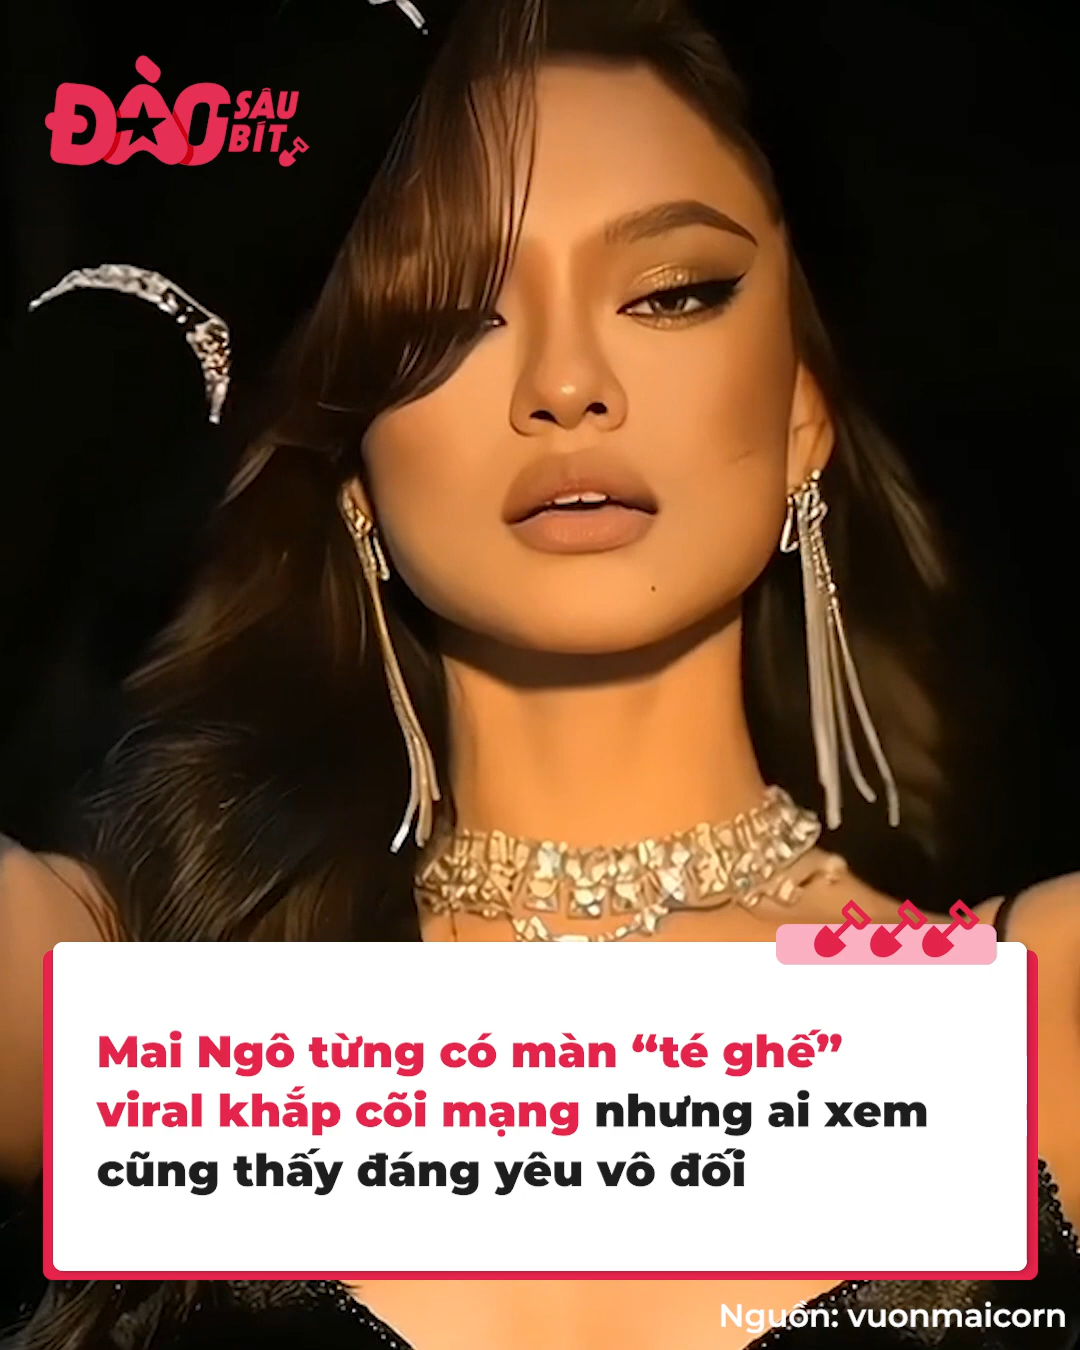 ĐÀO SÂU
BÍT
Mai Ngô từng có màn “té ghế”
viral khắp cõi mạng nhưng ai xem
cũng thấy đáng yêu vô đối
Nguồn: vuonmaicorn